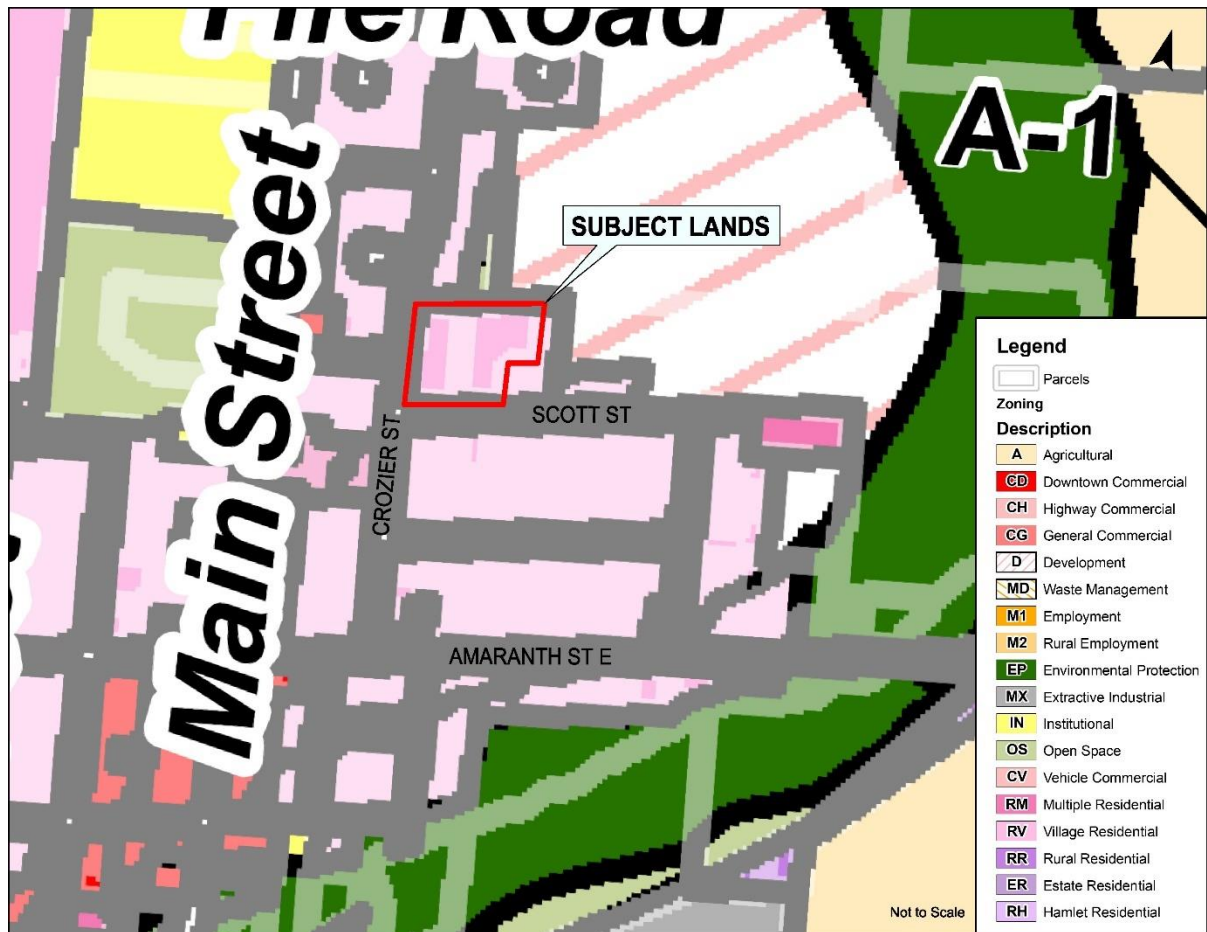 Hill Road
A-1
Main Street
SUBJECT LANDS
SCOTT ST
CROZIER ST
AMARANTH ST E
Legend
Parcels
Zoning
Description
A Agricultural
CD Downtown Commercial
CH Highway Commercial
CG General Commercial
D Development
MD Waste Management
M1 Employment
M2 Rural Employment
EP Environmental Protection
MX Extractive Industrial
IN Institutional
OS Open Space
CV Vehicle Commercial
RM Multiple Residential
RV Village Residential
RR Rural Residential
ER Estate Residential
RH Hamlet Residential
Not to Scale